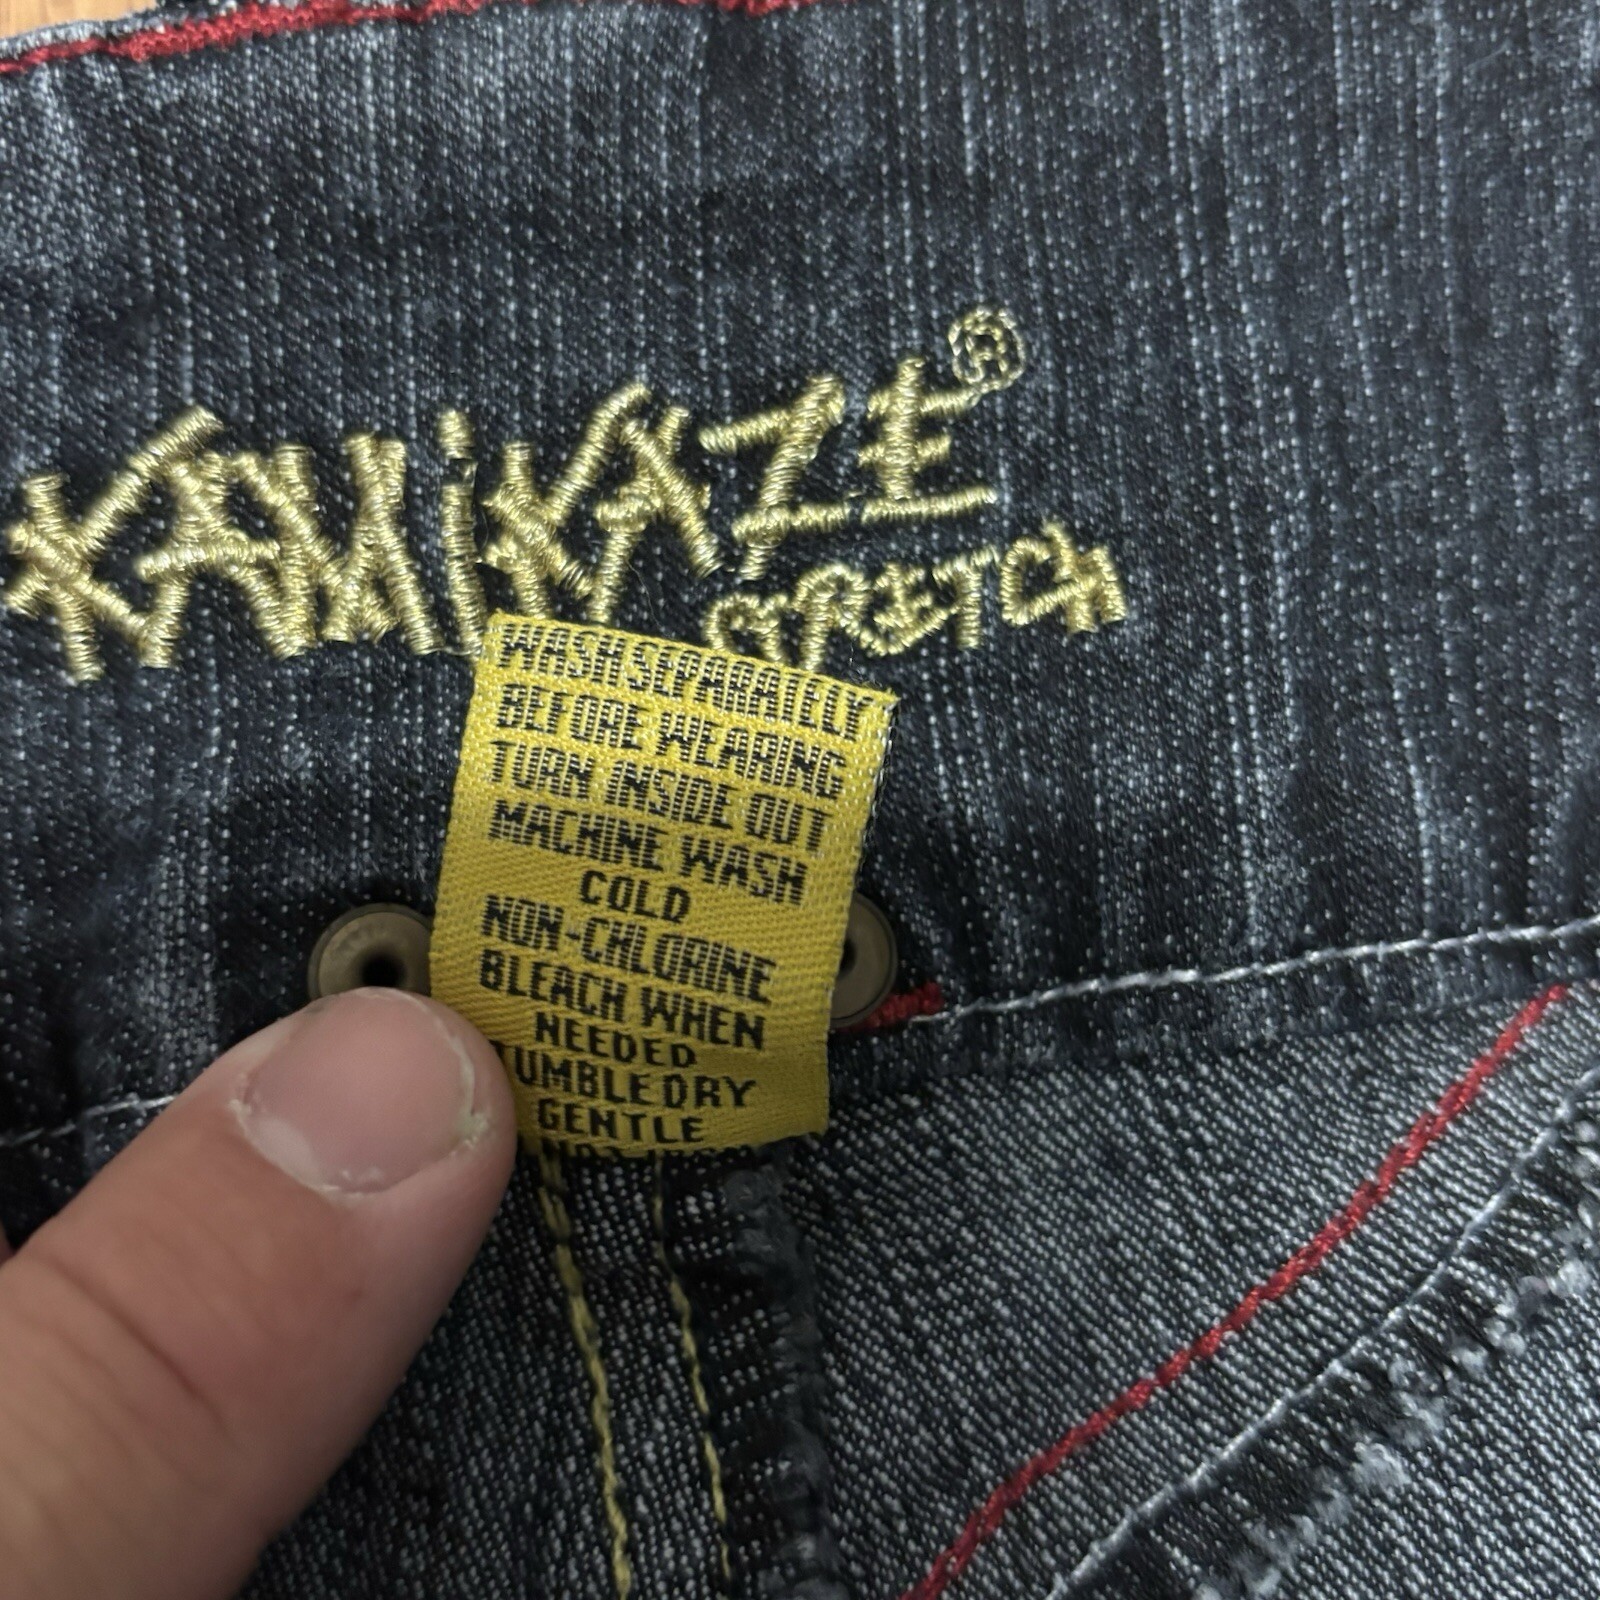 KAMiKAZE®
STRETCH
WASH SEPARATELY
BEFORE WEARING
TURN INSIDE OUT
MACHINE WASH
COLD
NON-CHLORINE
BLEACH WHEN
NEEDED
TUMBLE DRY
GENTLE